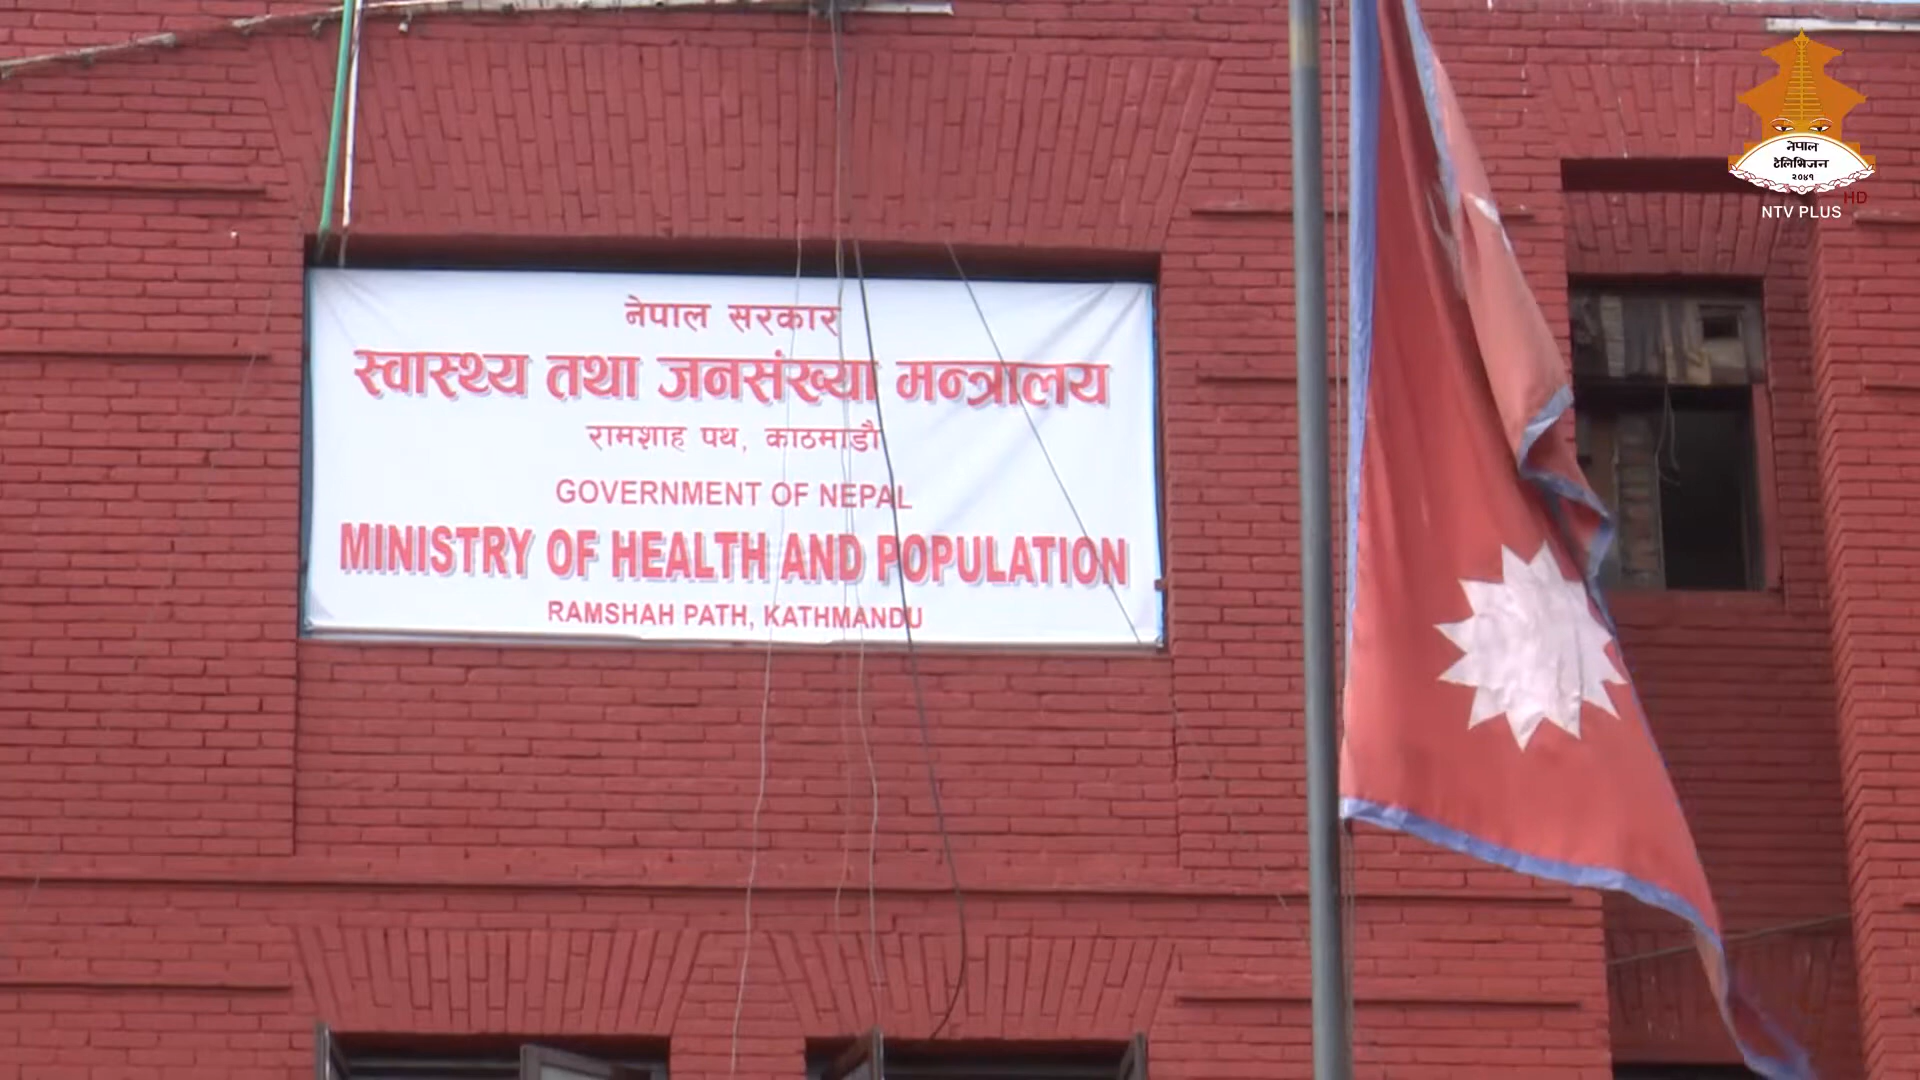 नेपाल सरकार
स्वास्थ्य तथा जनसंख्या मन्त्रालय
रामशाह पथ, काठमाडौं
GOVERNMENT OF NEPAL
MINISTRY OF HEALTH AND POPULATION
RAMSHAH PATH, KATHMANDU
नेपाल
टेलिभिजन
२०४१
HD
NTV PLUS